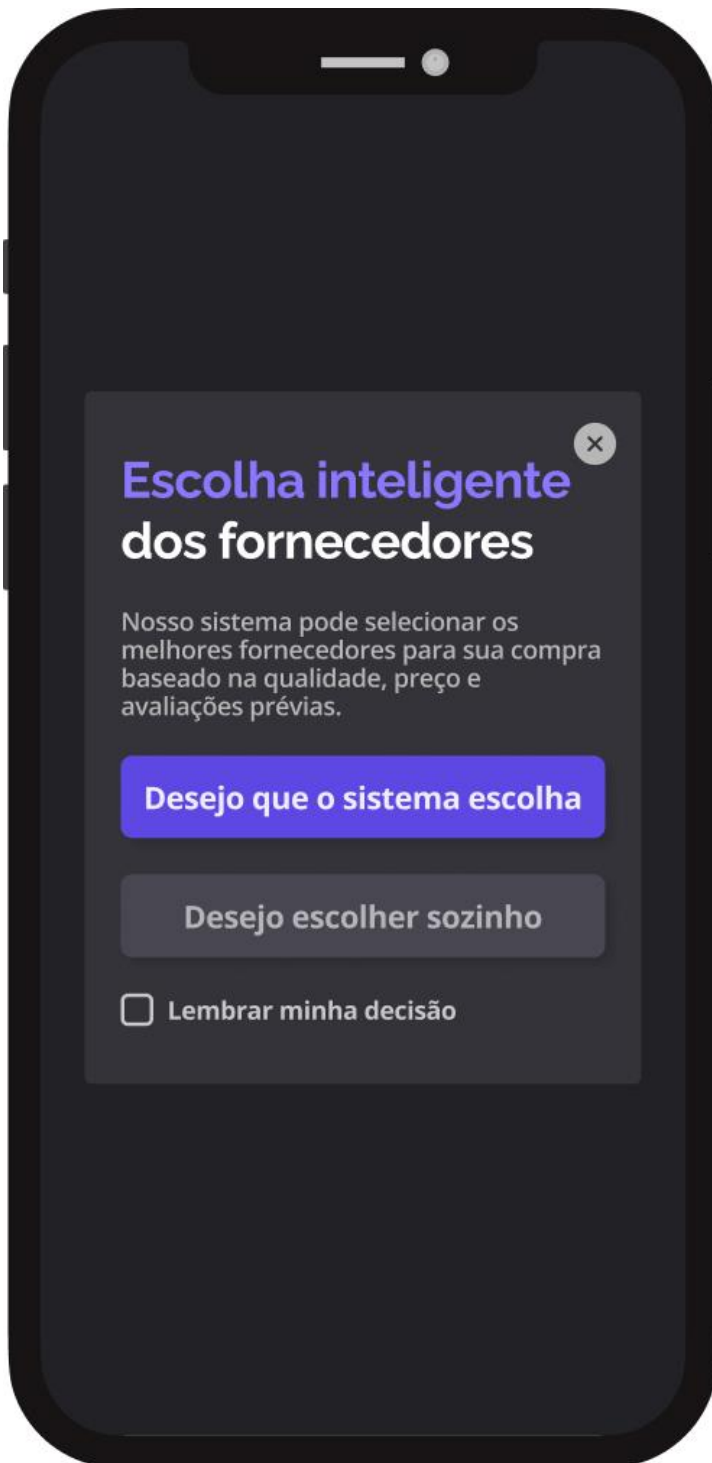 Escolha inteligente
dos fornecedores
Nosso sistema pode selecionar os
melhores fornecedores para sua compra
baseado na qualidade, preço e
avaliações prévias.
Desejo que o sistema escolha
Desejo escolher sozinho
Lembrar minha decisão